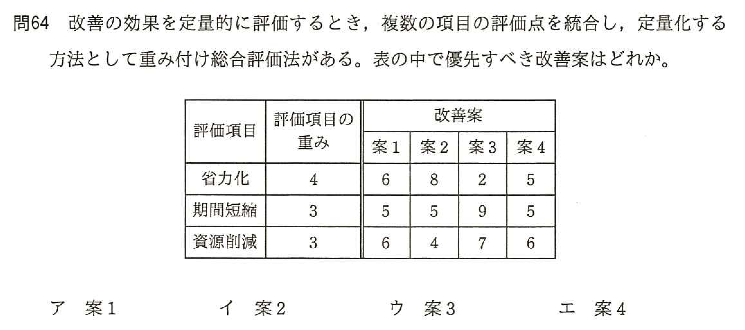 問64 改善の効果を定量的に評価するとき，複数の項目の評価点を統合し，定量化する
方法として重み付け総合評価法がある。表の中で優先すべき改善案はどれか。
評価項目 評価項目の重み 改善案
案1 案2 案3 案4
省力化 4 6 8 2 5
期間短縮 3 5 5 9 5
資源削減 3 6 4 7 6
ア 案1 イ 案2 ウ 案3 エ 案4